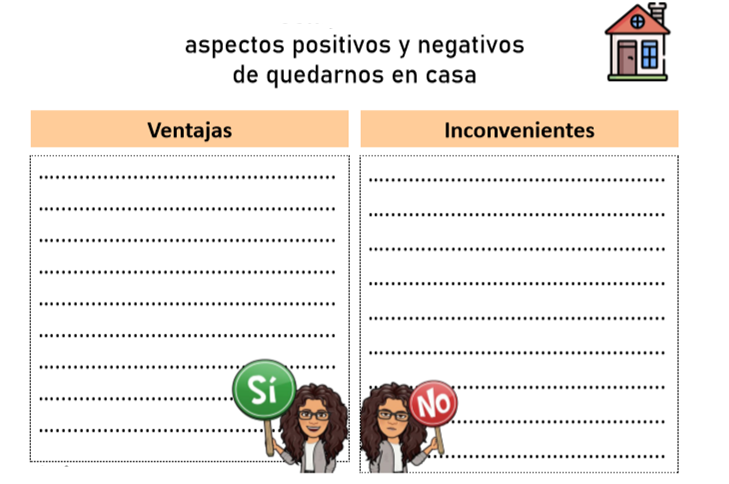 aspectos positivos y negativos
de quedarnos en casa
Ventajas
Inconvenientes
Sí
No